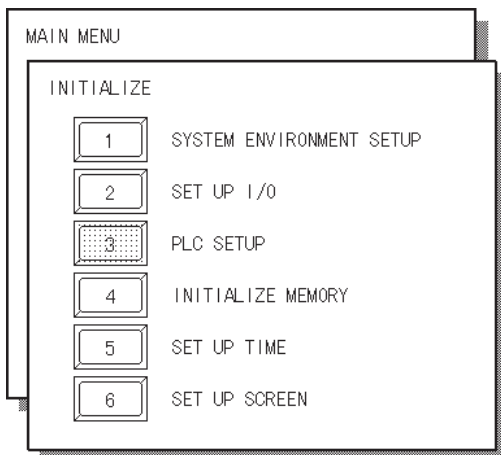 MAIN MENU
INITIALIZE
1 SYSTEM ENVIRONMENT SETUP
2 SET UP I/O
3 PLC SETUP
4 INITIALIZE MEMORY
5 SET UP TIME
6 SET UP SCREEN